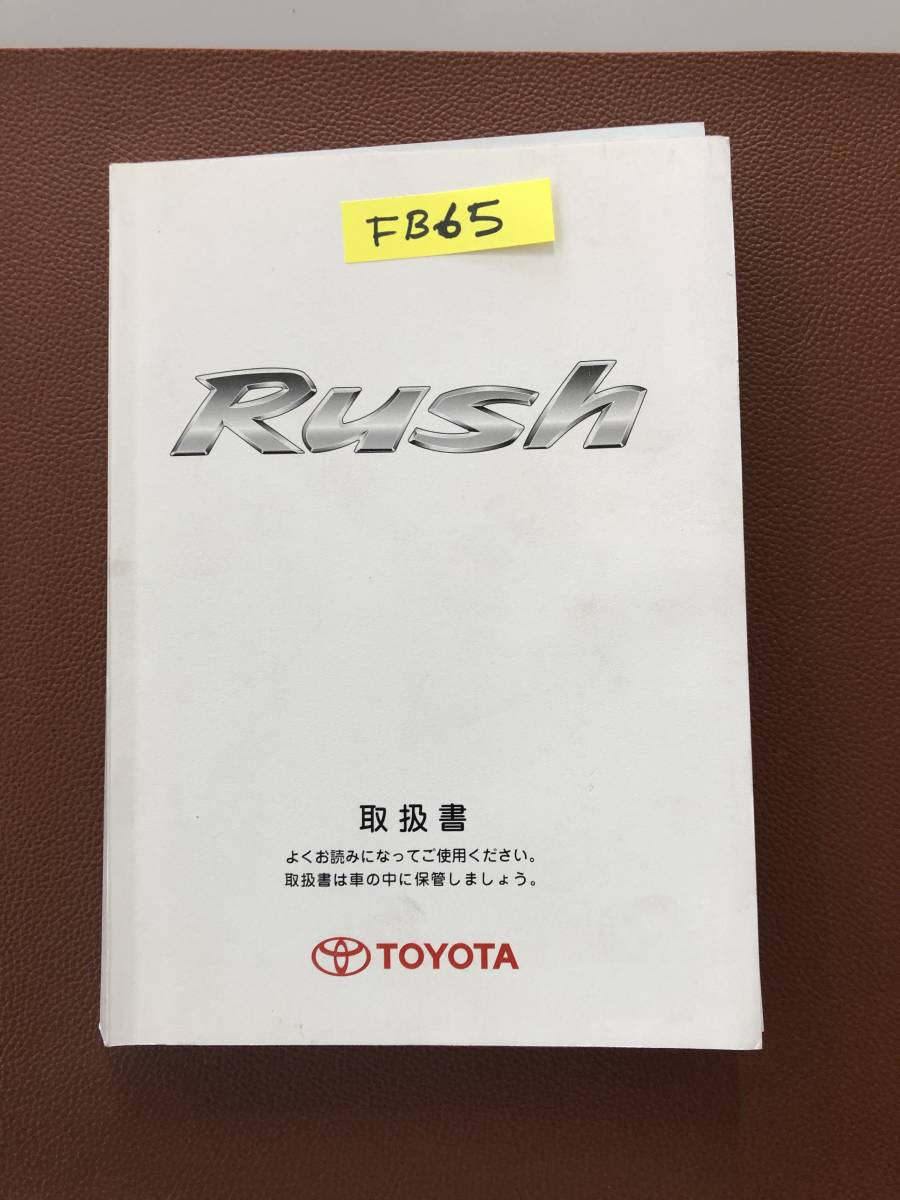 FB65
Rush
取扱書
よくお読みになってご使用ください。
取扱書は車の中に保管しましょう。
TOYOTA